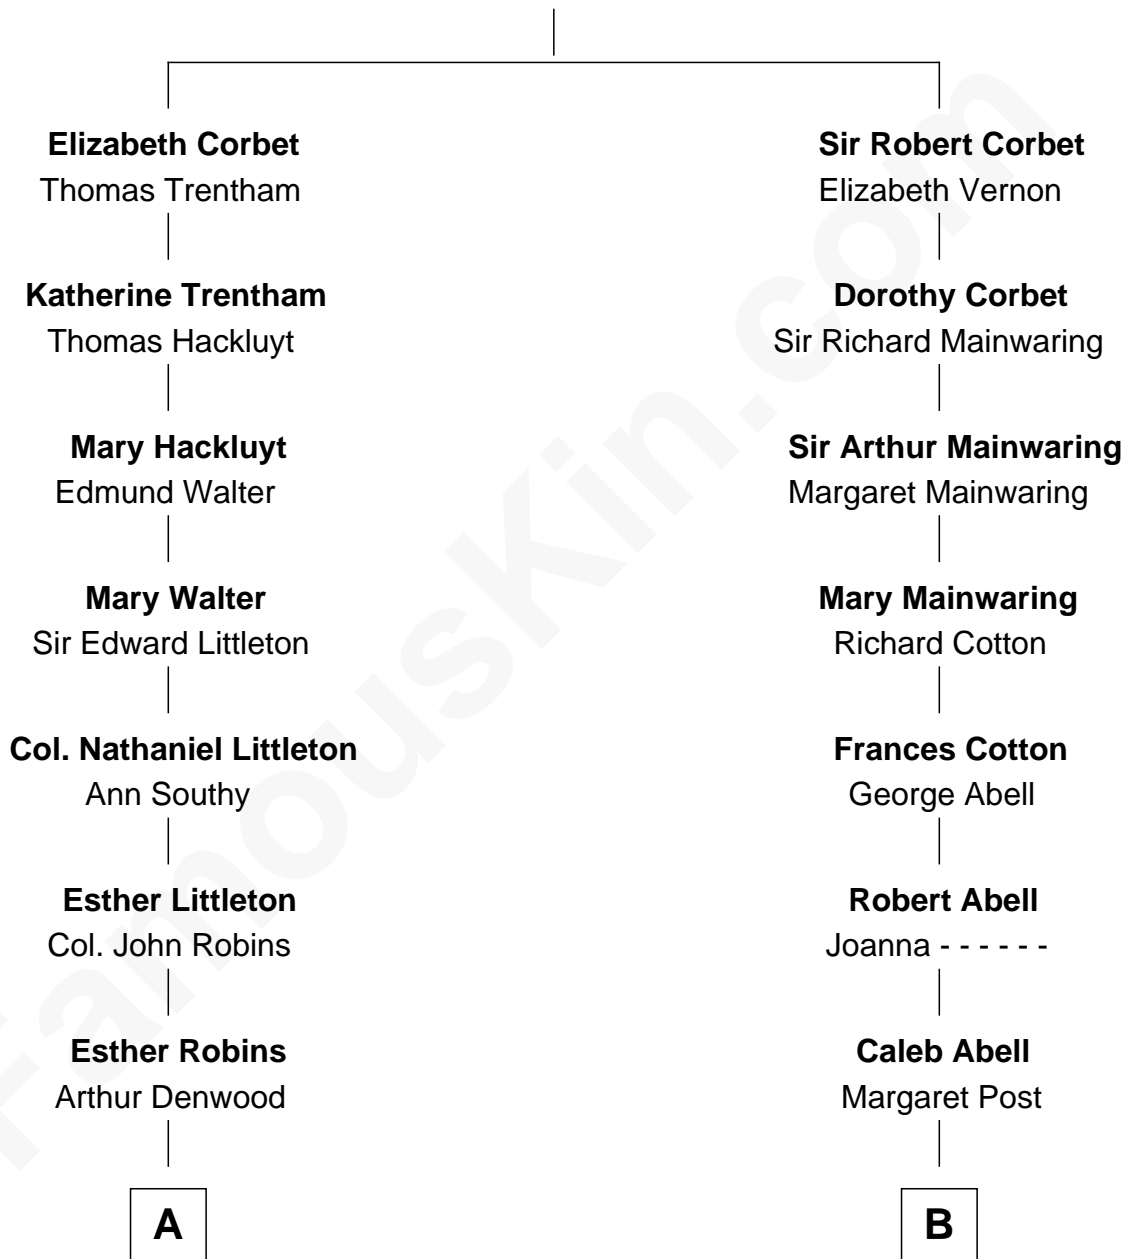 Elizabeth Corbet
Thomas Trentham
Katherine Trentham
Thomas Hackluyt
Mary Hackluyt
Edmund Walter
Mary Walter
Sir Edward Littleton
Col. Nathaniel Littleton
Ann Southy
Esther Littleton
Col. John Robins
Esther Robins
Arthur Denwood
A
Sir Robert Corbet
Elizabeth Vernon
Dorothy Corbet
Sir Richard Mainwaring
Sir Arthur Mainwaring
Margaret Mainwaring
Mary Mainwaring
Richard Cotton
Frances Cotton
George Abell
Robert Abell
Joanna - - - - - -
Caleb Abell
Margaret Post
B
FamousKin.com